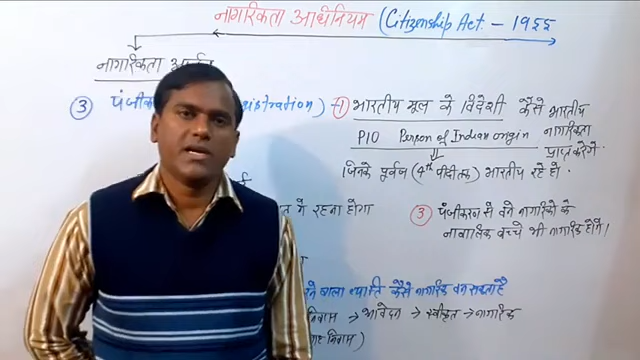 नागरिकता अधिनियम (Citizenship Act - १९५५
नागरिकता
③ पंजीक istration) - ① भारतीय मूल के विदेशी कैसे भारतीय
नागरिकता
PIO Person of Indian origin
प्राप्त करेंगे
जिनके पूर्वज (4th पीढ़ी तक) भारतीय रहे हो.
त में रहना होगा
③ पंजीकरण से बने नागरिकों के
नाबालिक बच्चे भी नागरिक होंगे।
वाला व्यक्ति कैसे नागरिक बन सकता है
निवास → आवेदन → स्वीकृत → नागरिक
निवास)